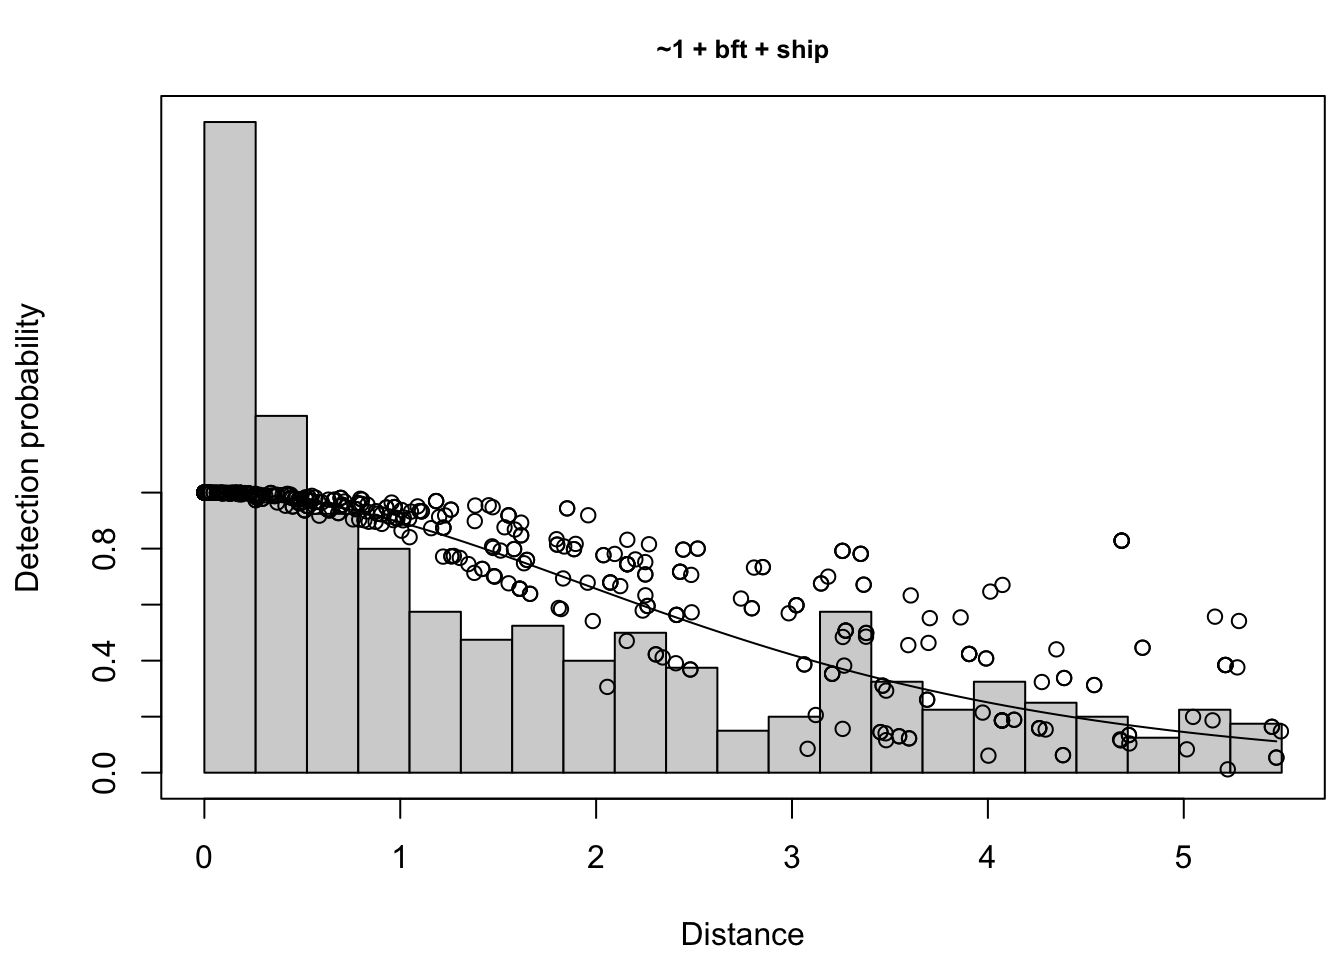 ~1 + bft + ship
Detection probability
0.8
0.4
0.0
0 1 2 3 4 5
Distance